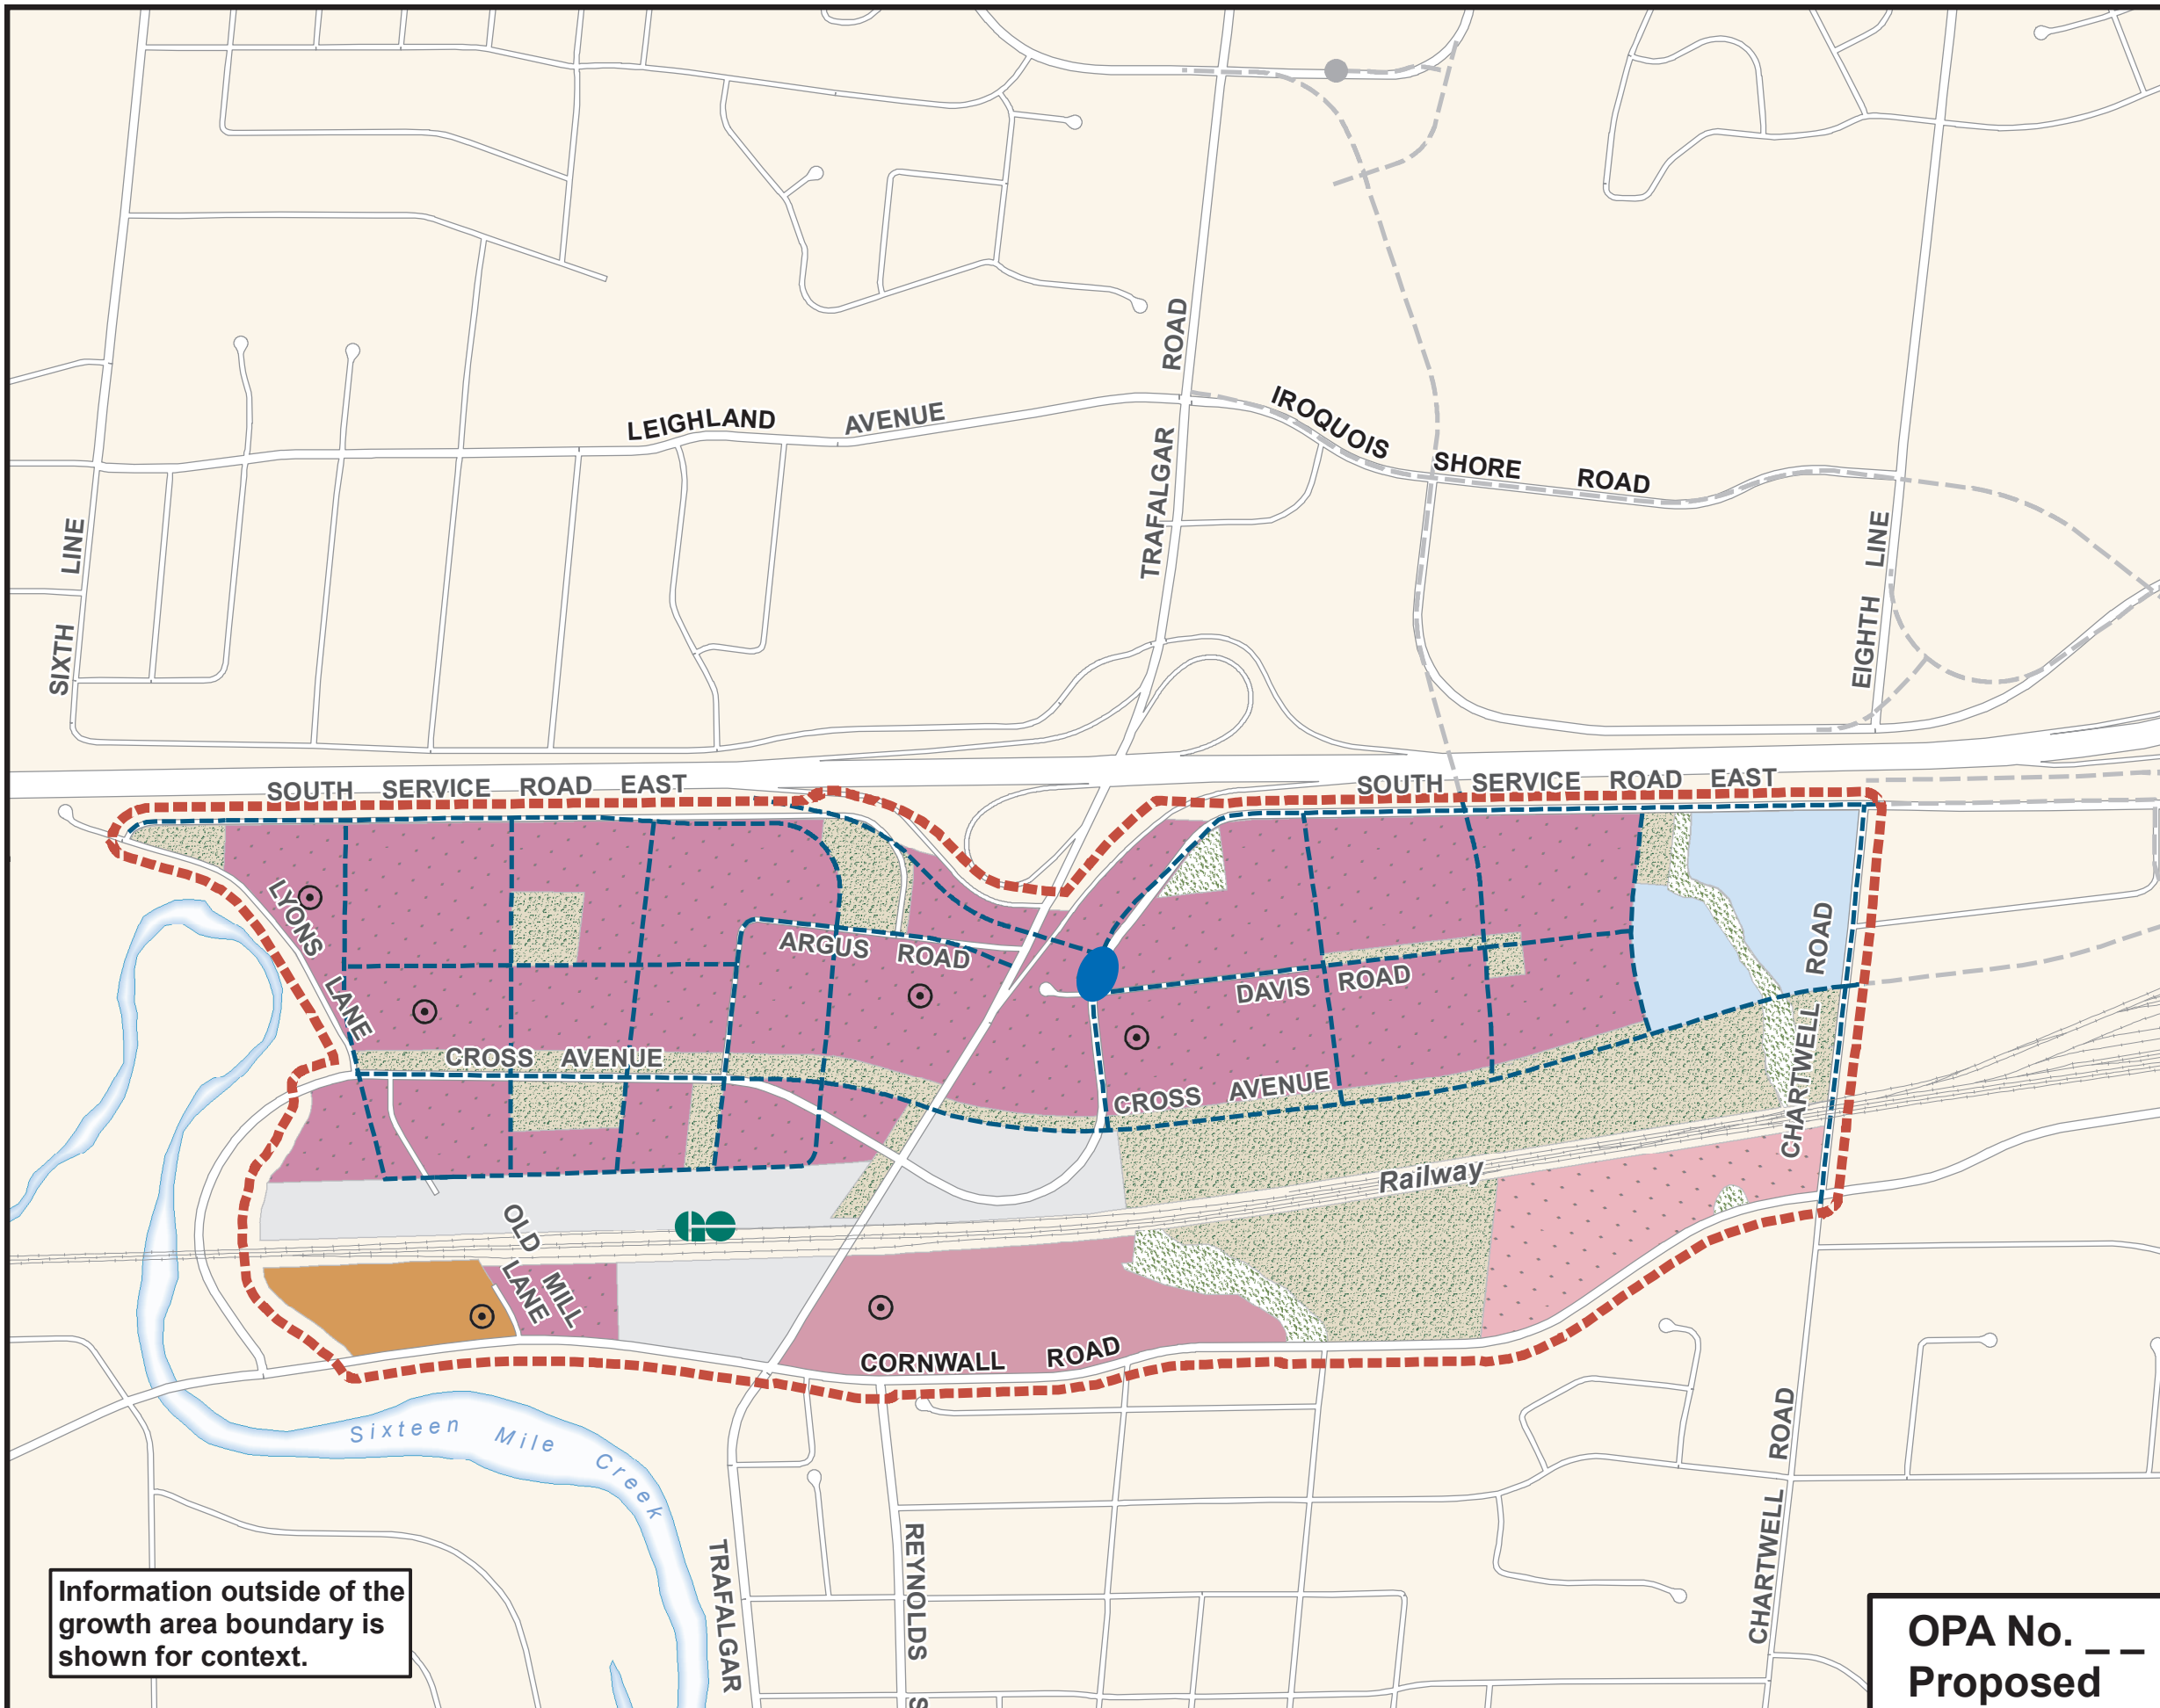 LEIGHLAND AVENUE
IROQUOIS SHORE ROAD
TRAFALGAR ROAD
SIXTH LINE
EIGHTH LINE
SOUTH SERVICE ROAD EAST
SOUTH SERVICE ROAD EAST
LYONS LANE
ARGUS ROAD
DAVIS ROAD
CROSS AVENUE
CROSS AVENUE
CHARTWELL ROAD
Railway
OLD MILL
LANE
CORNWALL ROAD
Sixteen Mile Creek
TRAFALGAR
REYNOLDS S
CHARTWELL ROAD
Information outside of the
growth area boundary is
shown for context.
OPA No. _ _
Proposed